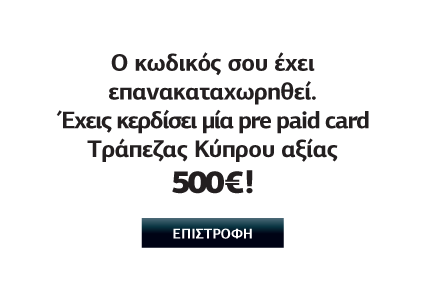 Ο κωδικός σου έχει
επανακαταχωρηθεί.
Έχεις κερδίσει μία pre paid card
Τράπεζας Κύπρου αξίας
500€!
ΕΠΙΣΤΡΟΦΗ